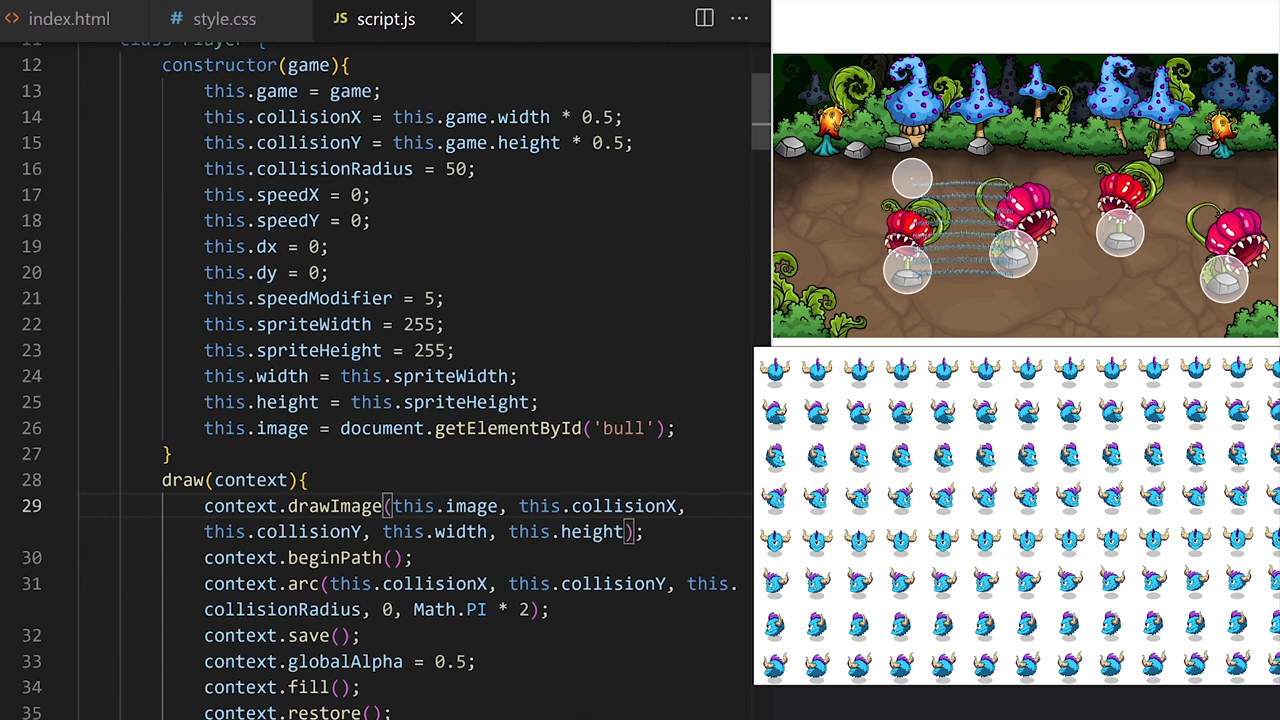 index.html
style.css
JS script.js
class Player {
12 constructor(game){
13 this.game = game;
14 this.collisionX = this.game.width * 0.5;
15 this.collisionY = this.game.height * 0.5;
16 this.collisionRadius = 50;
17 this.speedX = 0;
18 this.speedY = 0;
19 this.dx = 0;
20 this.dy = 0;
21 this.speedModifier = 5;
22 this.spriteWidth = 255;
23 this.spriteHeight = 255;
24 this.width = this.spriteWidth;
25 this.height = this.spriteHeight;
26 this.image = document.getElementById('bull');
27 }
28 draw(context){
29 context.drawImage(this.image, this.collisionX,
this.collisionY, this.width, this.height);
30 context.beginPath();
31 context.arc(this.collisionX, this.collisionY, this.
collisionRadius, 0, Math.PI * 2);
32 context.save();
33 context.globalAlpha = 0.5;
34 context.fill();
35 context.restore();